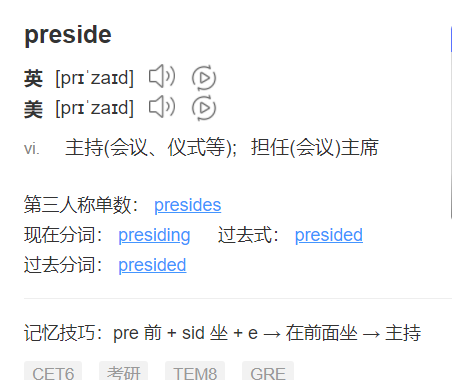 preside
英 [prɪˈzaɪd]
美 [prɪˈzaɪd]
vi. 主持(会议、仪式等)；担任(会议)主席
第三人称单数： presides
现在分词： presiding 过去式： presided
过去分词： presided
记忆技巧：pre 前 + sid 坐 + e → 在前面坐 → 主持
CET6 考研 TEM8 GRE